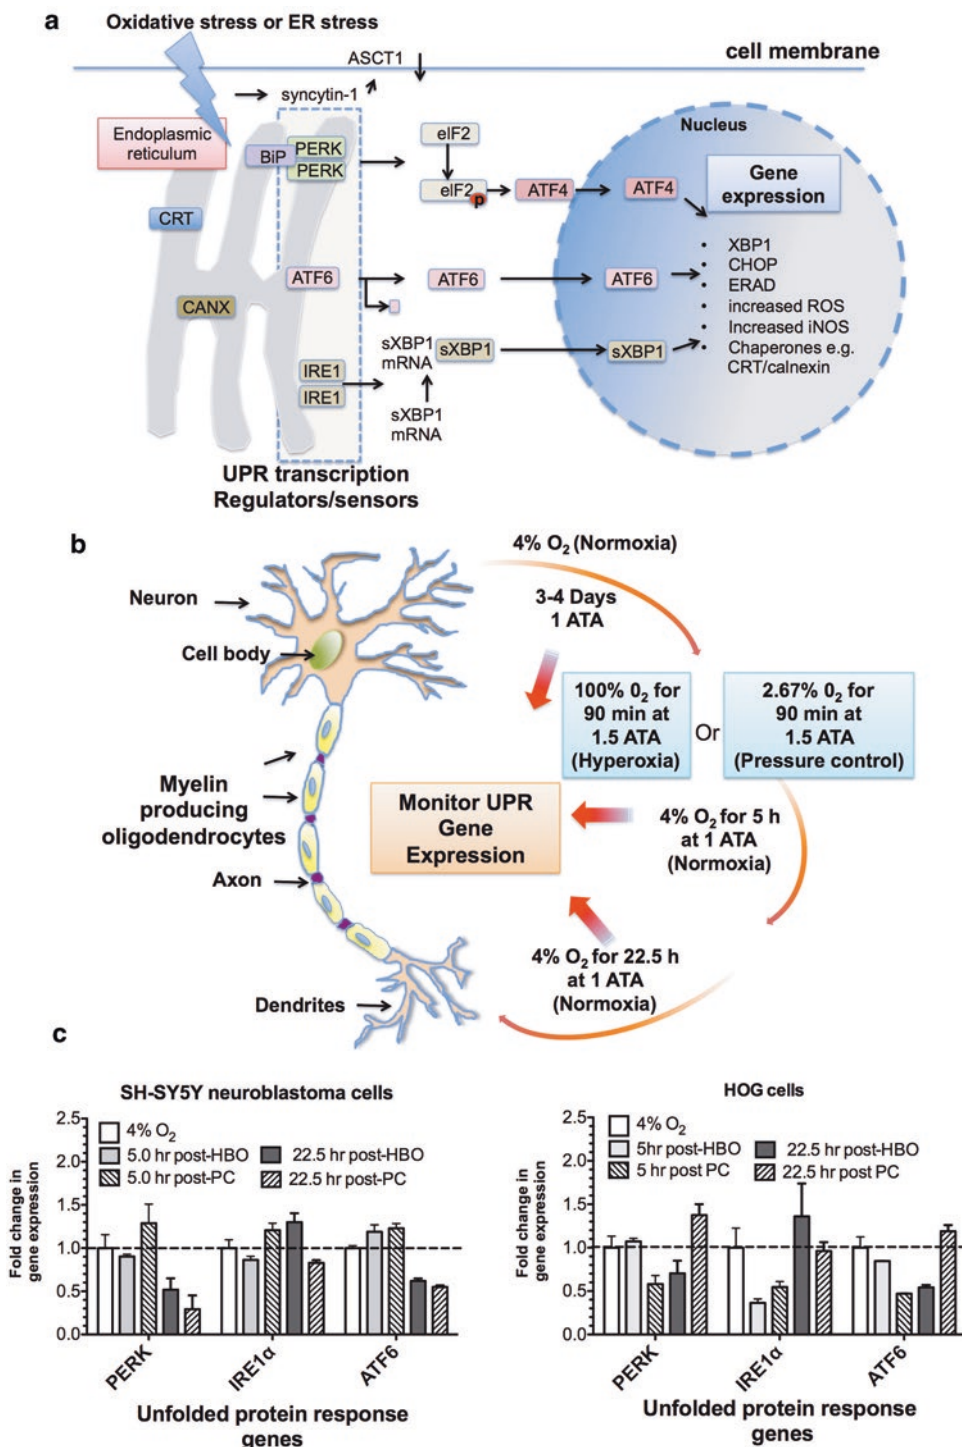 a
Oxidative stress or ER stress
ASCT1
cell membrane
syncytin-1
Endoplasmic
reticulum
BiP
PERK
PERK
eIF2
eIF2
p
ATF4
Nucleus
ATF4
Gene
expression
CRT
CANX
ATF6
ATF6
ATF6
• XBP1
• CHOP
• ERAD
• increased ROS
• Increased iNOS
• Chaperones e.g.
CRT/calnexin
IRE1
IRE1
sXBP1
mRNA
sXBP1
sXBP1
sXBP1
mRNA
UPR transcription
Regulators/sensors
b
Neuron
Cell body
Myelin
producing
oligodendrocytes
Axon
Dendrites
4% O₂ (Normoxia)
3-4 Days
1 ATA
100% 0₂ for
90 min at
1.5 ATA
(Hyperoxia)
Or
2.67% 0₂ for
90 min at
1.5 ATA
(Pressure control)
Monitor UPR
Gene
Expression
4% O₂ for 5 h
at 1 ATA
(Normoxia)
4% O₂ for 22.5 h
at 1 ATA
(Normoxia)
c
SH-SY5Y neuroblastoma cells
4% O₂
5.0 hr post-HBO
5.0 hr post-PC
22.5 hr post-HBO
22.5 hr post-PC
Fold change in
gene expression
2.5
2.0
1.5
1.0
0.5
0.0
PERK
IRE1α
ATF6
Unfolded protein response
genes
HOG cells
4% O₂
5hr post-HBO
5 hr post PC
22.5 hr post-HBO
22.5 hr post PC
Fold change in
gene expression
2.5
2.0
1.5
1.0
0.5
0.0
PERK
IRE1α
ATF6
Unfolded protein response
genes